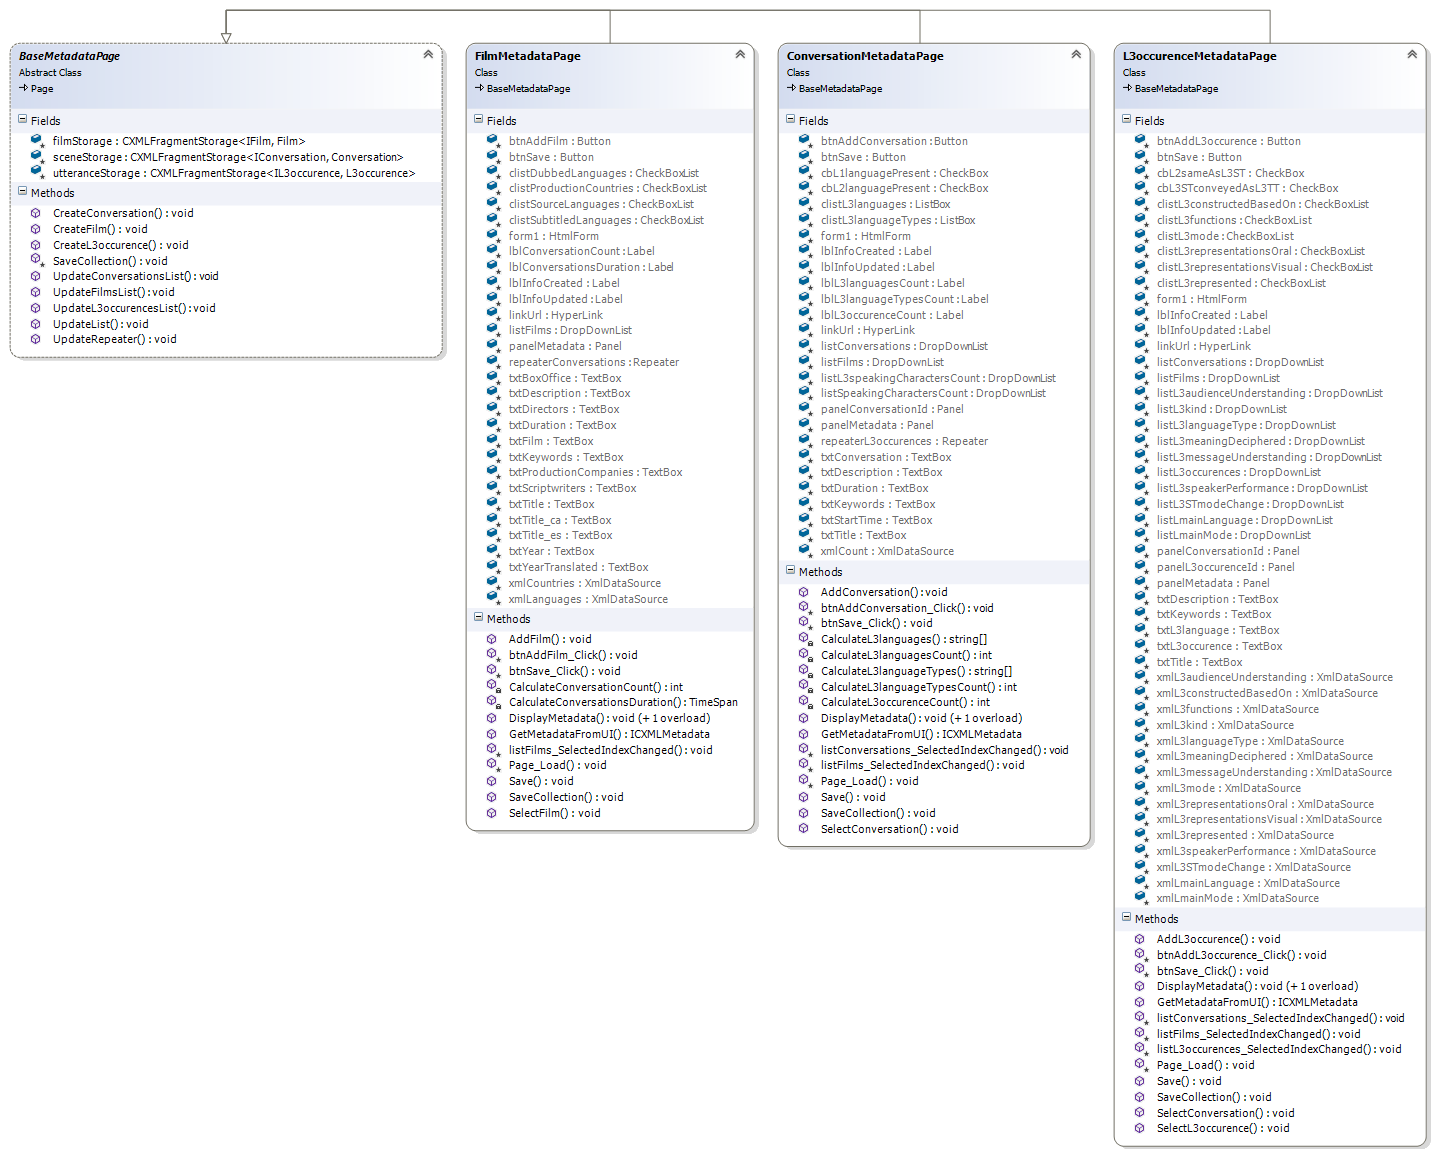 BaseMetadataPage
Abstract Class
Page
Fields
filmStorage : CXMLFragmentStorage<IFilm, Film>
sceneStorage : CXMLFragmentStorage<IConversation, Conversation>
utteranceStorage : CXMLFragmentStorage<IL3occurence, L3occurence>
Methods
CreateConversation() : void
CreateFilm() : void
CreateL3occurence() : void
SaveCollection() : void
UpdateConversationsList() : void
UpdateFilmsList() : void
UpdateL3occurencesList() : void
UpdateList() : void
UpdateRepeater() : void
FilmMetadataPage
Class
BaseMetadataPage
Fields
btnAddFilm : Button
btnSave : Button
clistDubbedLanguages : CheckBoxList
clistProductionCountries : CheckBoxList
clistSourceLanguages : CheckBoxList
clistSubtitledLanguages : CheckBoxList
form1 : HtmlForm
lblConversationCount : Label
lblConversationsDuration : Label
lblInfoCreated : Label
lblInfoUpdated : Label
linkUrl : HyperLink
listFilms : DropDownList
panelMetadata : Panel
repeaterConversations : Repeater
txtBoxOffice : TextBox
txtDescription : TextBox
txtDirectors : TextBox
txtDuration : TextBox
txtFilm : TextBox
txtKeywords : TextBox
txtProductionCompanies : TextBox
txtScriptwriters : TextBox
txtTitle : TextBox
txtTitle_ca : TextBox
txtTitle_es : TextBox
txtYear : TextBox
txtYearTranslated : TextBox
xmlCountries : XmlDataSource
xmlLanguages : XmlDataSource
Methods
AddFilm() : void
btnAddFilm_Click() : void
btnSave_Click() : void
CalculateConversationCount() : int
CalculateConversationsDuration() : TimeSpan
DisplayMetadata() : void (+ 1 overload)
GetMetadataFromUI() : ICXMLMetadata
listFilms_SelectedIndexChanged() : void
Page_Load() : void
Save() : void
SaveCollection() : void
SelectFilm() : void
ConversationMetadataPage
Class
BaseMetadataPage
Fields
btnAddConversation : Button
btnSave : Button
cbL1languagePresent : CheckBox
cbL2languagePresent : CheckBox
clistL3languages : ListBox
clistL3languageTypes : ListBox
form1 : HtmlForm
lblInfoCreated : Label
lblInfoUpdated : Label
lblL3languagesCount : Label
lblL3languageTypesCount : Label
lblL3occurenceCount : Label
linkUrl : HyperLink
listConversations : DropDownList
listFilms : DropDownList
listL3speakingCharactersCount : DropDownList
listSpeakingCharactersCount : DropDownList
panelConversationId : Panel
panelMetadata : Panel
repeaterL3occurences : Repeater
txtConversation : TextBox
txtDescription : TextBox
txtDuration : TextBox
txtKeywords : TextBox
txtStartTime : TextBox
txtTitle : TextBox
xmlCount : XmlDataSource
Methods
AddConversation() : void
btnAddConversation_Click() : void
btnSave_Click() : void
CalculateL3languages() : string[]
CalculateL3languagesCount() : int
CalculateL3languageTypes() : string[]
CalculateL3languageTypesCount() : int
CalculateL3occurenceCount() : int
DisplayMetadata() : void (+ 1 overload)
GetMetadataFromUI() : ICXMLMetadata
listConversations_SelectedIndexChanged() : void
listFilms_SelectedIndexChanged() : void
Page_Load() : void
Save() : void
SaveCollection() : void
SelectConversation() : void
L3occurenceMetadataPage
Class
BaseMetadataPage
Fields
btnAddL3occurence : Button
btnSave : Button
cbL2sameAsL3ST : CheckBox
cbL3STconveyedAsL3TT : CheckBox
clistL3constructedBasedOn : CheckBoxList
clistL3functions : CheckBoxList
clistL3mode : CheckBoxList
clistL3representationsOral : CheckBoxList
clistL3representationsVisual : CheckBoxList
clistL3represented : CheckBoxList
form1 : HtmlForm
lblInfoCreated : Label
lblInfoUpdated : Label
linkUrl : HyperLink
listConversations : DropDownList
listFilms : DropDownList
listL3audienceUnderstanding : DropDownList
listL3kind : DropDownList
listL3languageType : DropDownList
listL3meaningDeciphered : DropDownList
listL3messageUnderstanding : DropDownList
listL3occurences : DropDownList
listL3speakerPerformance : DropDownList
listL3STmodeChange : DropDownList
listLmainLanguage : DropDownList
listLmainMode : DropDownList
panelConversationId : Panel
panelL3occurenceId : Panel
panelMetadata : Panel
txtDescription : TextBox
txtKeywords : TextBox
txtL3language : TextBox
txtL3occurence : TextBox
txtTitle : TextBox
xmlL3audienceUnderstanding : XmlDataSource
xmlL3constructedBasedOn : XmlDataSource
xmlL3functions : XmlDataSource
xmlL3kind : XmlDataSource
xmlL3languageType : XmlDataSource
xmlL3meaningDeciphered : XmlDataSource
xmlL3messageUnderstanding : XmlDataSource
xmlL3mode : XmlDataSource
xmlL3representationsOral : XmlDataSource
xmlL3representationsVisual : XmlDataSource
xmlL3represented : XmlDataSource
xmlL3speakerPerformance : XmlDataSource
xmlL3STmodeChange : XmlDataSource
xmlLmainLanguage : XmlDataSource
xmlLmainMode : XmlDataSource
Methods
AddL3occurence() : void
btnAddL3occurence_Click() : void
btnSave_Click() : void
DisplayMetadata() : void (+ 1 overload)
GetMetadataFromUI() : ICXMLMetadata
listConversations_SelectedIndexChanged() : void
listFilms_SelectedIndexChanged() : void
listL3occurences_SelectedIndexChanged() : void
Page_Load() : void
Save() : void
SaveCollection() : void
SelectConversation() : void
SelectL3occurence() : void